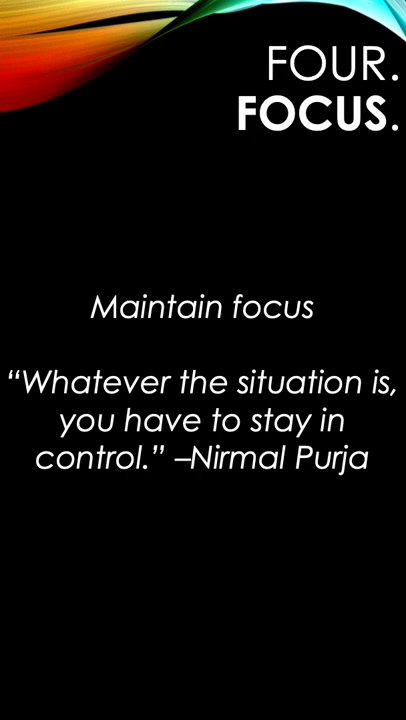 FOUR.
FOCUS.
Maintain focus
“Whatever the situation is,
you have to stay in
control.” –Nirmal Purja